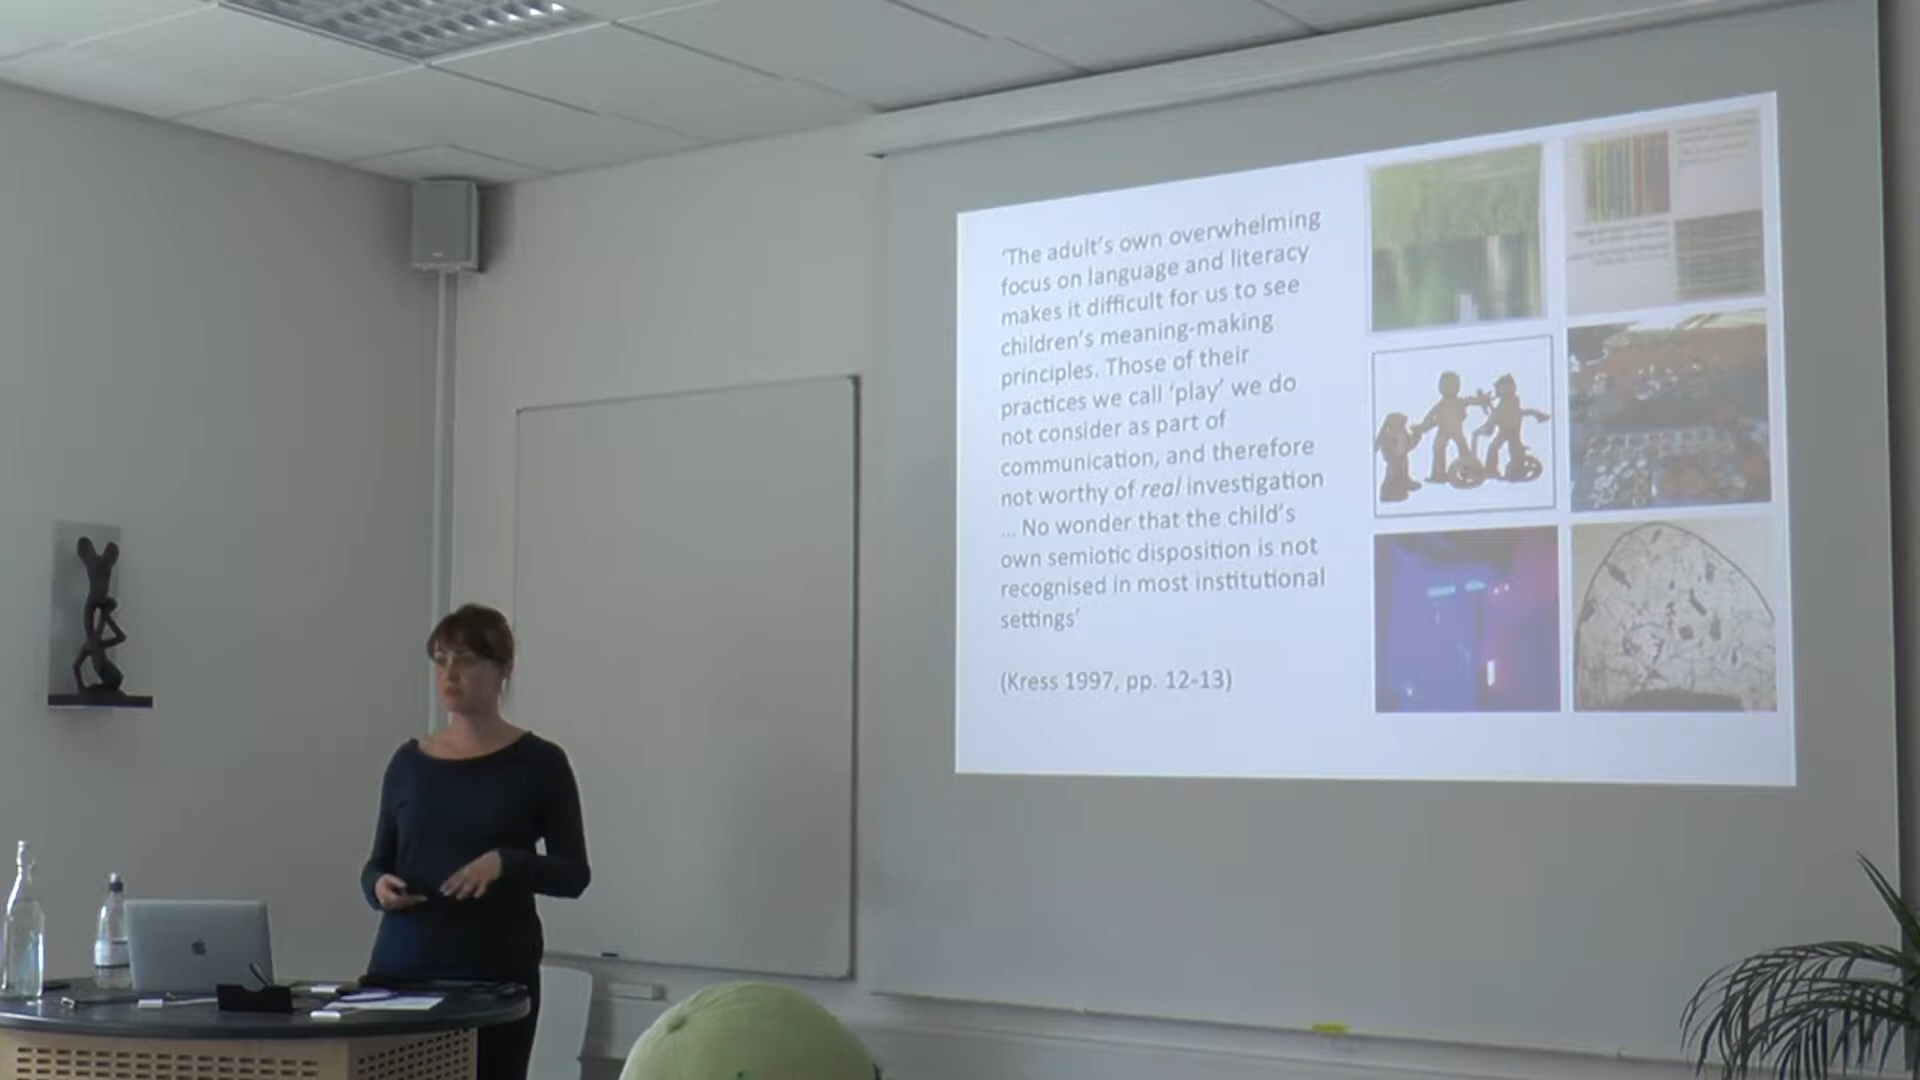 ‘The adult’s own overwhelming
focus on language and literacy
makes it difficult for us to see
children’s meaning-making
principles. Those of their
practices we call ‘play’ we do
not consider as part of
communication, and therefore
not worthy of real investigation
... No wonder that the child’s
own semiotic disposition is not
recognised in most institutional
settings’
(Kress 1997, pp. 12-13)